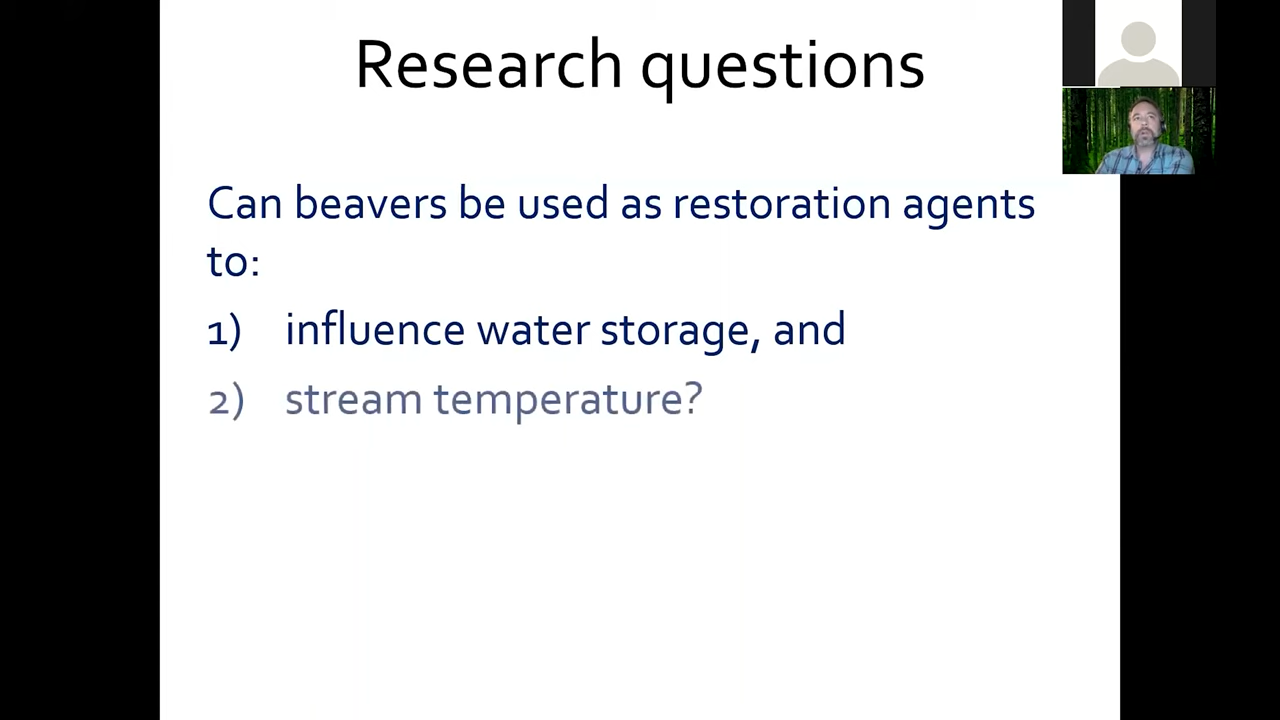 Research questions
Can beavers be used as restoration agents
to:
1) influence water storage, and
2) stream temperature?